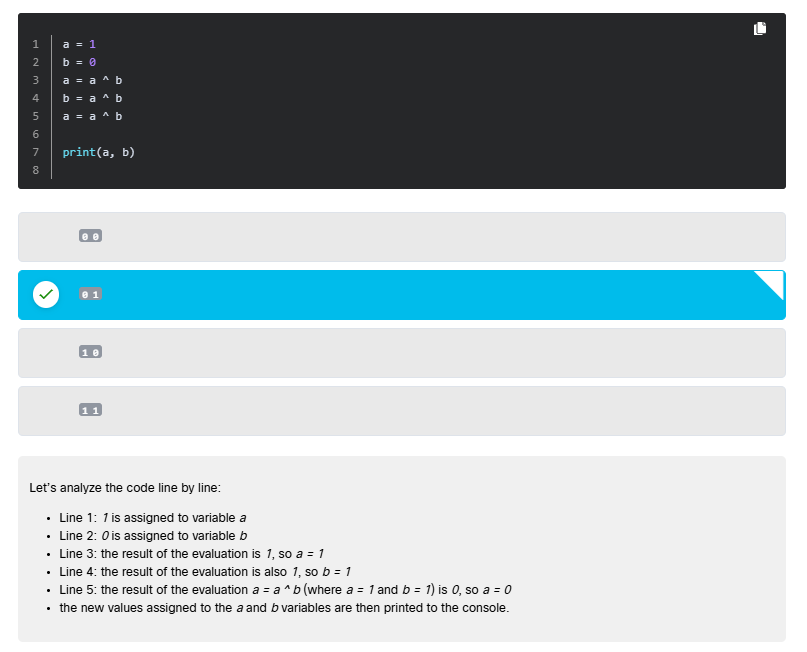 1 a = 1
2 b = 0
3 a = a ^ b
4 b = a ^ b
5 a = a ^ b
6
7 print(a, b)
8
0 0
0 1
1 0
1 1
Let's analyze the code line by line:
• Line 1: 1 is assigned to variable a
• Line 2: 0 is assigned to variable b
• Line 3: the result of the evaluation is 1, so a = 1
• Line 4: the result of the evaluation is also 1, so b = 1
• Line 5: the result of the evaluation a = a ^ b (where a = 1 and b = 1) is 0, so a = 0
• the new values assigned to the a and b variables are then printed to the console.